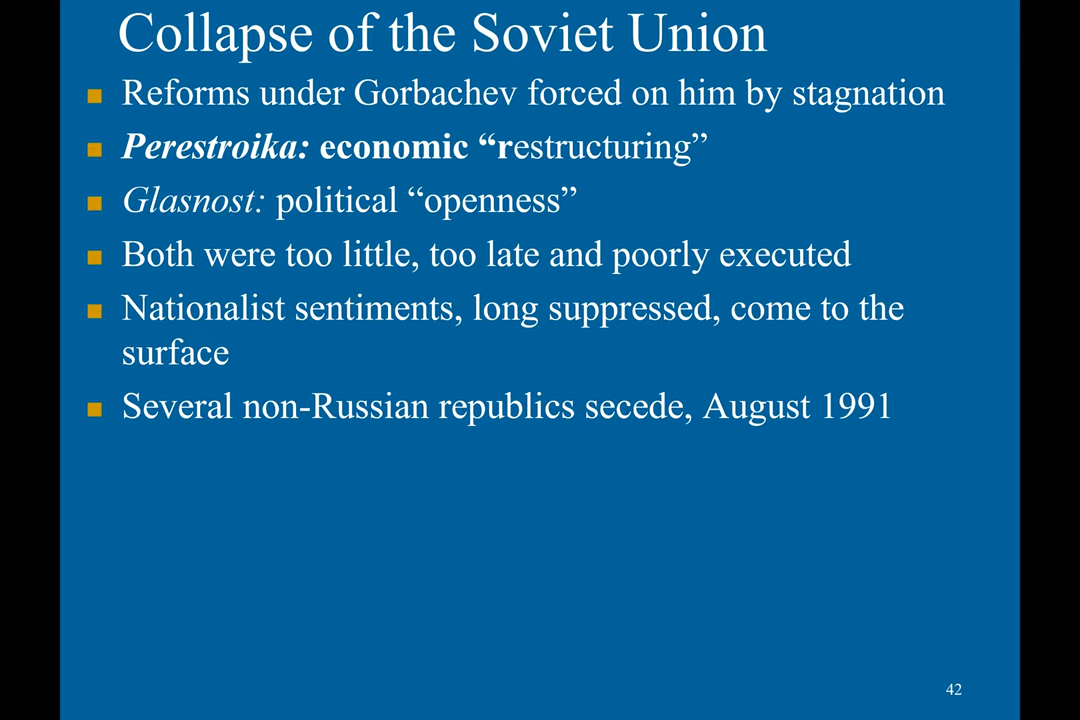 Collapse of the Soviet Union
Reforms under Gorbachev forced on him by stagnation
Perestroika: economic “restructuring”
Glasnost: political “openness”
Both were too little, too late and poorly executed
Nationalist sentiments, long suppressed, come to the
surface
Several non-Russian republics secede, August 1991
42